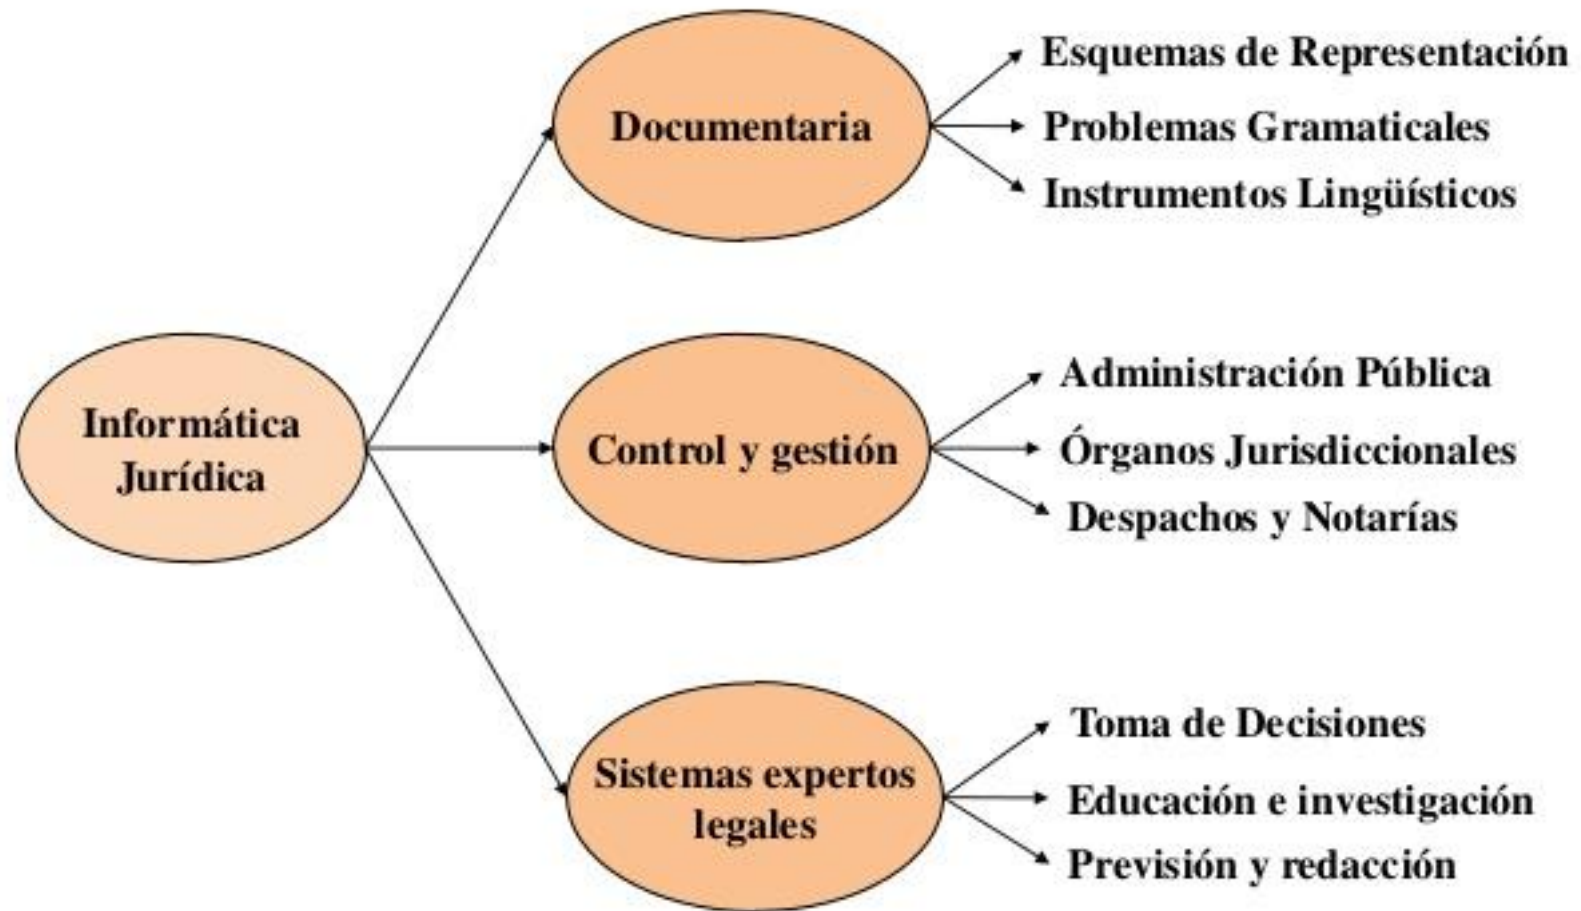 Informática
Jurídica
Documentaria
Esquemas de Representación
Problemas Gramaticales
Instrumentos Lingüísticos
Control y gestión
Administración Pública
Órganos Jurisdiccionales
Despachos y Notarías
Sistemas expertos
legales
Toma de Decisiones
Educación e investigación
Previsión y redacción